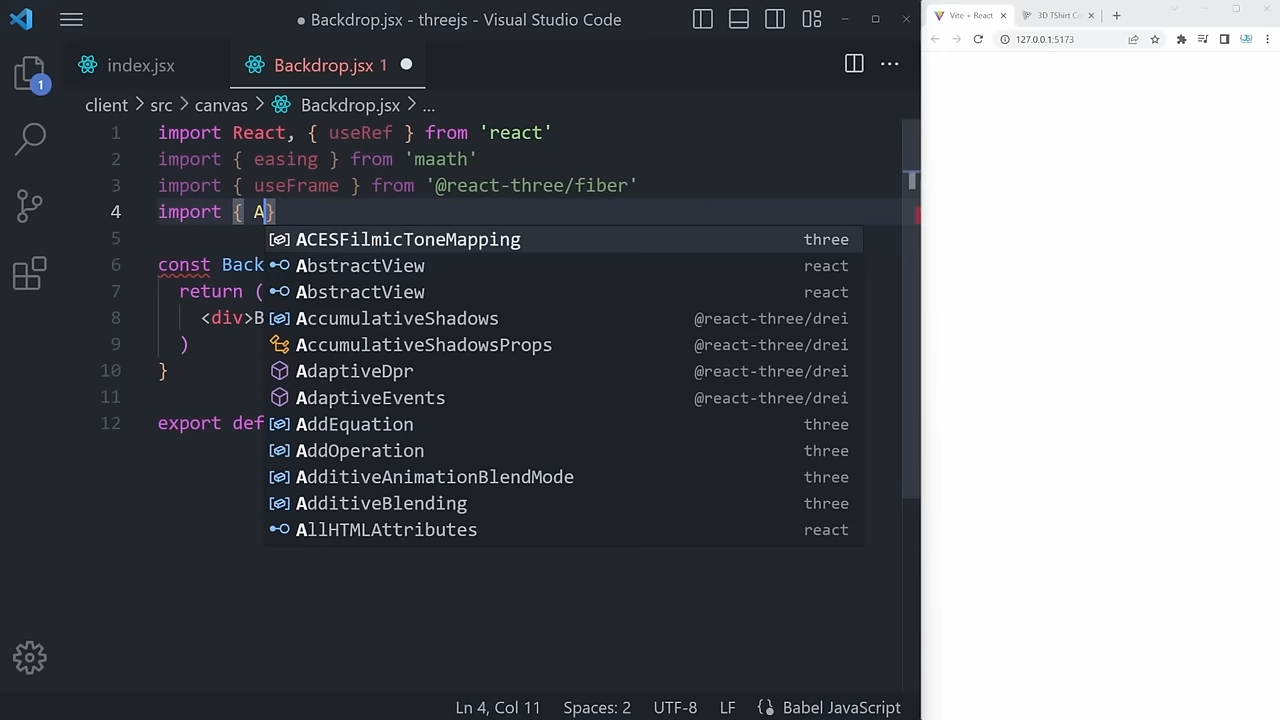 Backdrop.jsx - threejs - Visual Studio Code
1
index.jsx
Backdrop.jsx 1
client > src > canvas > Backdrop.jsx > ...
1 import React, { useRef } from 'react'
2 import { easing } from 'maath'
3 import { useFrame } from '@react-three/fiber'
4 import { A}
5
6 const Back
7 return (
8 <div>B
9 )
10 }
11
12 export def
ACESFilmicToneMapping three
AbstractView react
AbstractView react
AccumulativeShadows @react-three/drei
AccumulativeShadowsProps @react-three/drei
AdaptiveDpr @react-three/drei
AdaptiveEvents @react-three/drei
AddEquation three
AddOperation three
AdditiveAnimationBlendMode three
AdditiveBlending three
AllHTMLAttributes react
Ln 4, Col 11 Spaces: 2 UTF-8 LF Babel JavaScript
Vite + React
3D TShirt Cu
127.0.0.1:5173